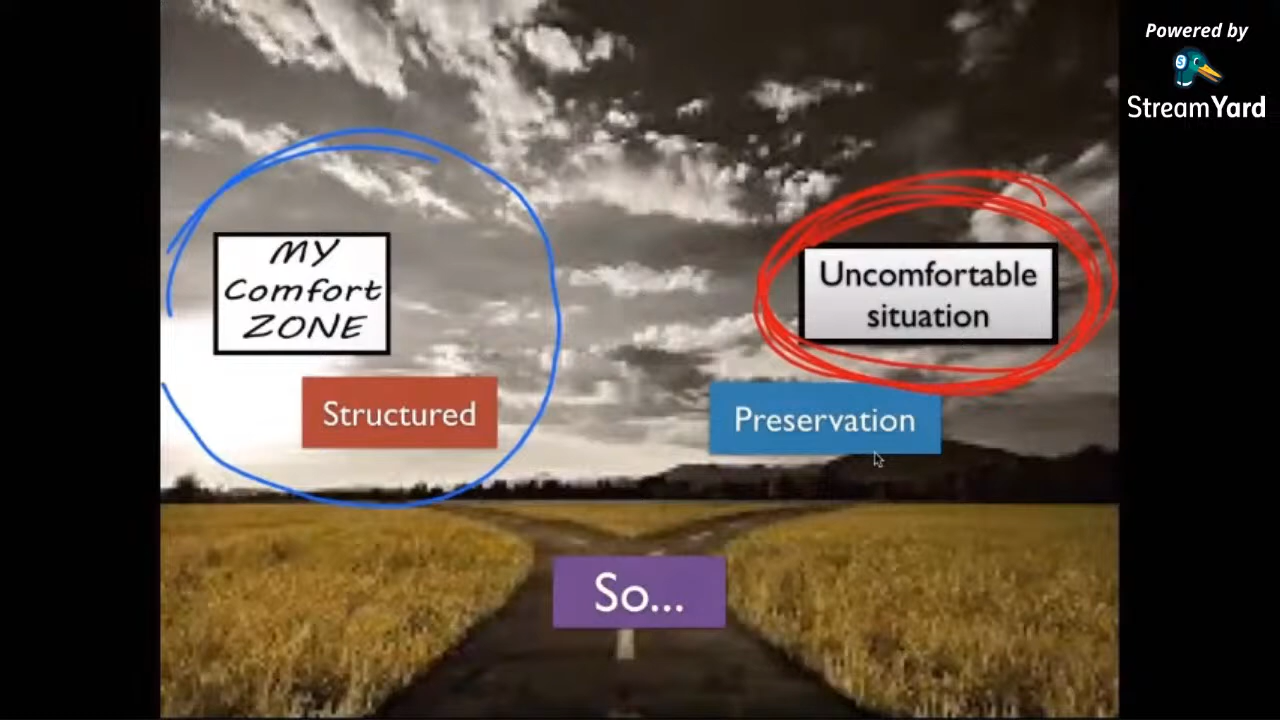 Powered by
StreamYard
MY
Comfort
ZONE
Uncomfortable
situation
Structured
Preservation
So...